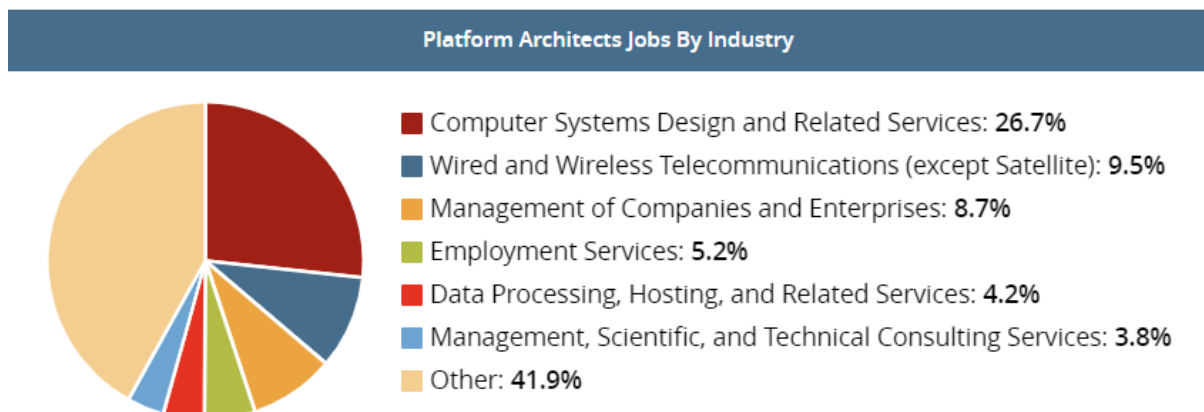 Platform Architects Jobs By Industry
Computer Systems Design and Related Services: 26.7%
Wired and Wireless Telecommunications (except Satellite): 9.5%
Management of Companies and Enterprises: 8.7%
Employment Services: 5.2%
Data Processing, Hosting, and Related Services: 4.2%
Management, Scientific, and Technical Consulting Services: 3.8%
Other: 41.9%